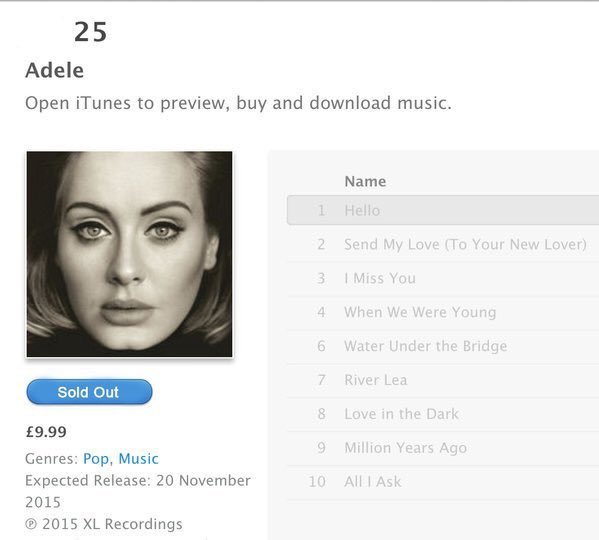 25
Adele
Open iTunes to preview, buy and download music.
Name
1 Hello
2 Send My Love (To Your New Lover)
3 I Miss You
4 When We Were Young
6 Water Under the Bridge
7 River Lea
8 Love in the Dark
9 Million Years Ago
10 All I Ask
Sold Out
£9.99
Genres: Pop, Music
Expected Release: 20 November
2015
℗ 2015 XL Recordings